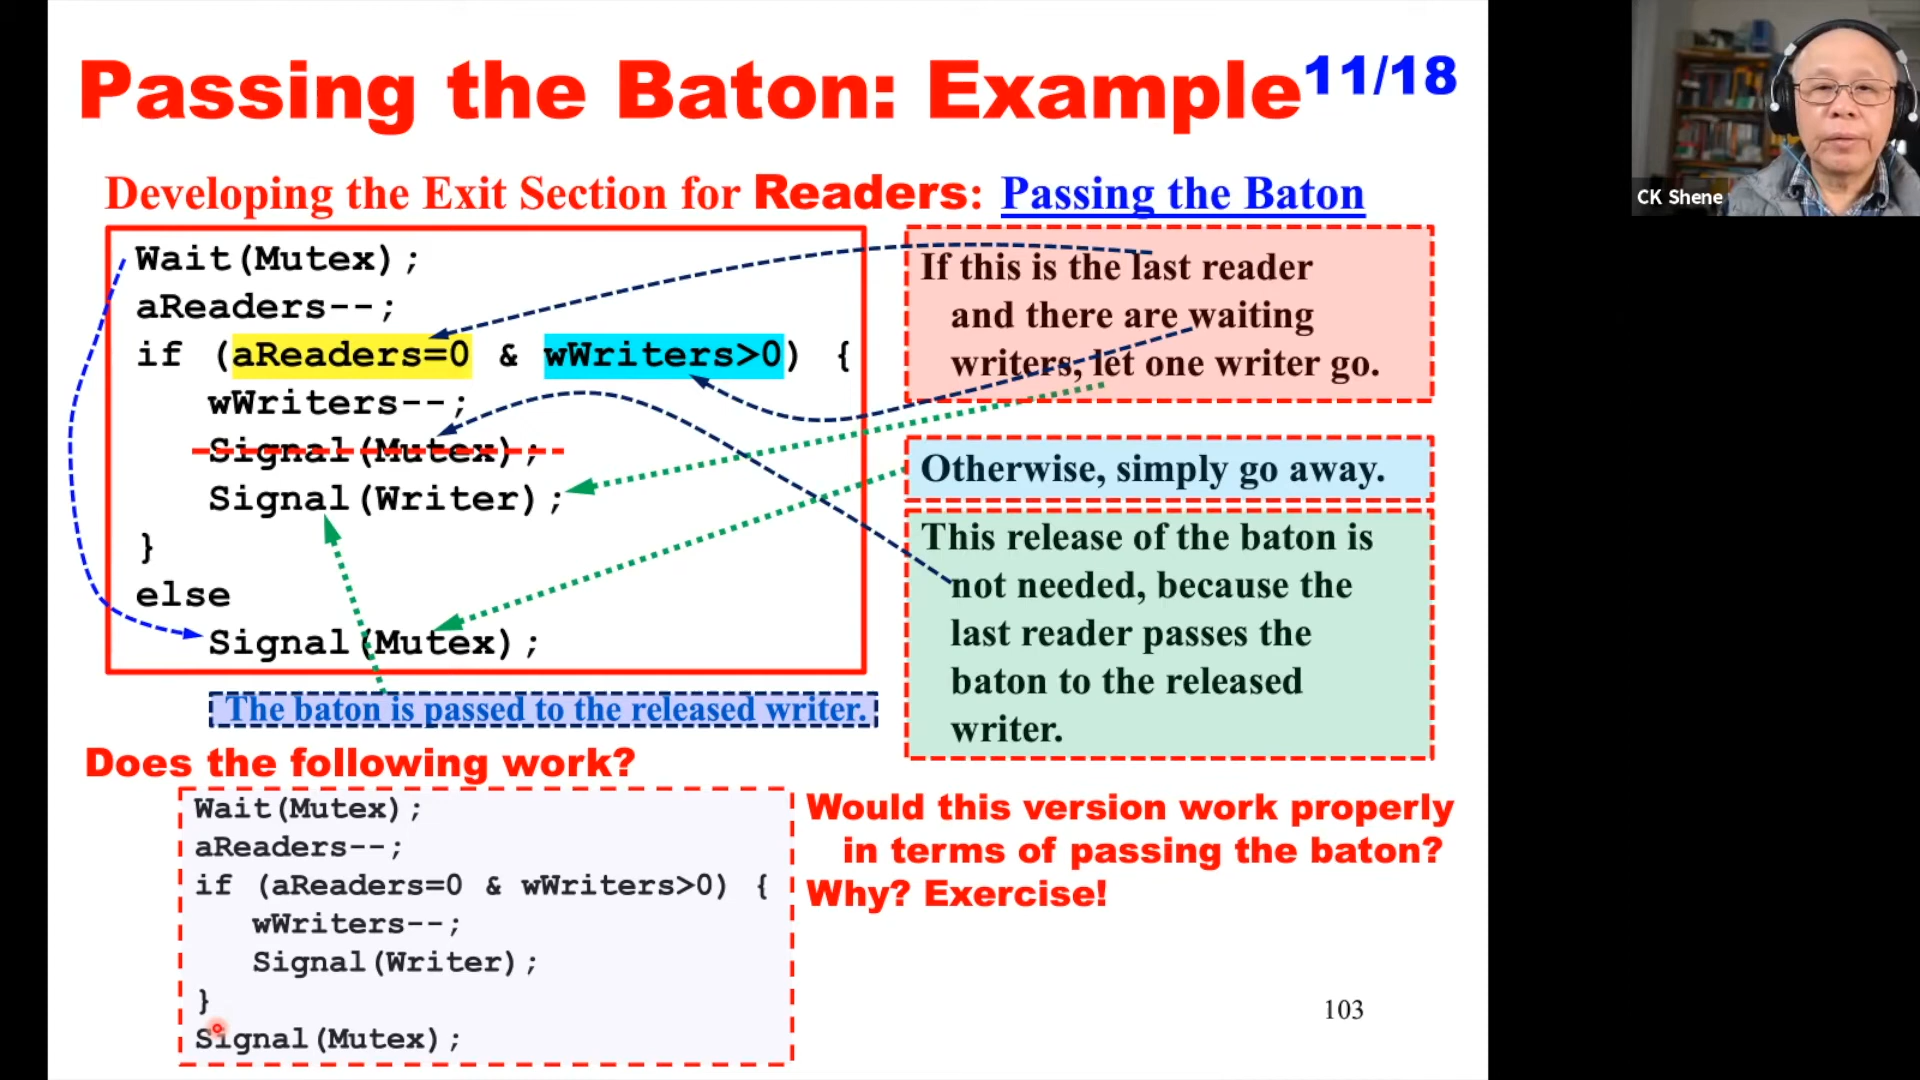 Passing the Baton: Example 11/18
Developing the Exit Section for Readers: Passing the Baton
Wait(Mutex);
aReaders--;
if (aReaders=0 & wWriters>0) {
wWriters--;
Signal(Mutex);
Signal(Writer);
}
else
Signal(Mutex);
If this is the last reader
and there are waiting
writers, let one writer go.
Otherwise, simply go away.
This release of the baton is
not needed, because the
last reader passes the
baton to the released
writer.
The baton is passed to the released writer.
Does the following work?
Wait(Mutex);
aReaders--;
if (aReaders=0 & wWriters>0) {
wWriters--;
Signal(Writer);
}
Signal(Mutex);
Would this version work properly
in terms of passing the baton?
Why? Exercise!
103
CK Shene